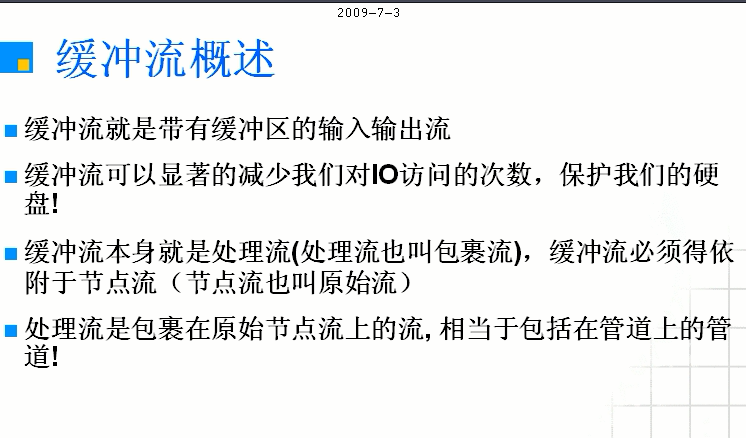 2009-7-3
缓冲流概述
缓冲流就是带有缓冲区的输入输出流
缓冲流可以显著的减少我们对IO访问的次数，保护我们的硬
盘!
缓冲流本身就是处理流(处理流也叫包裹流)，缓冲流必须得依
附于节点流（节点流也叫原始流）
处理流是包裹在原始节点流上的流, 相当于包括在管道上的管
道!